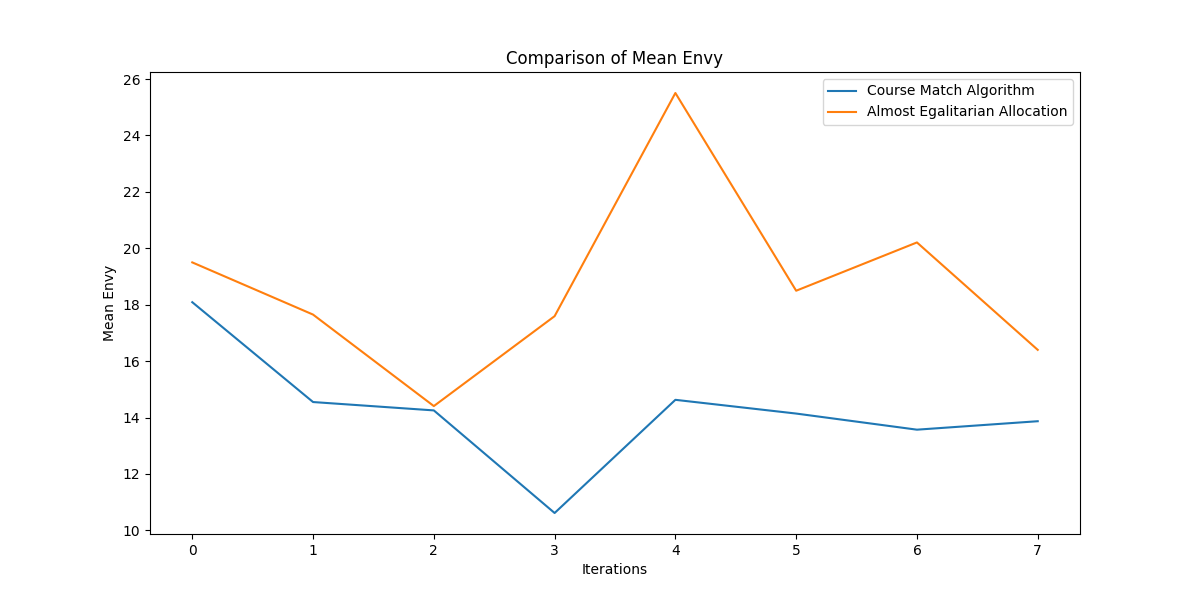 Comparison of Mean Envy
Course Match Algorithm
Almost Egalitarian Allocation
Mean Envy
26
24
22
20
18
16
14
12
10
0 1 2 3 4 5 6 7
Iterations